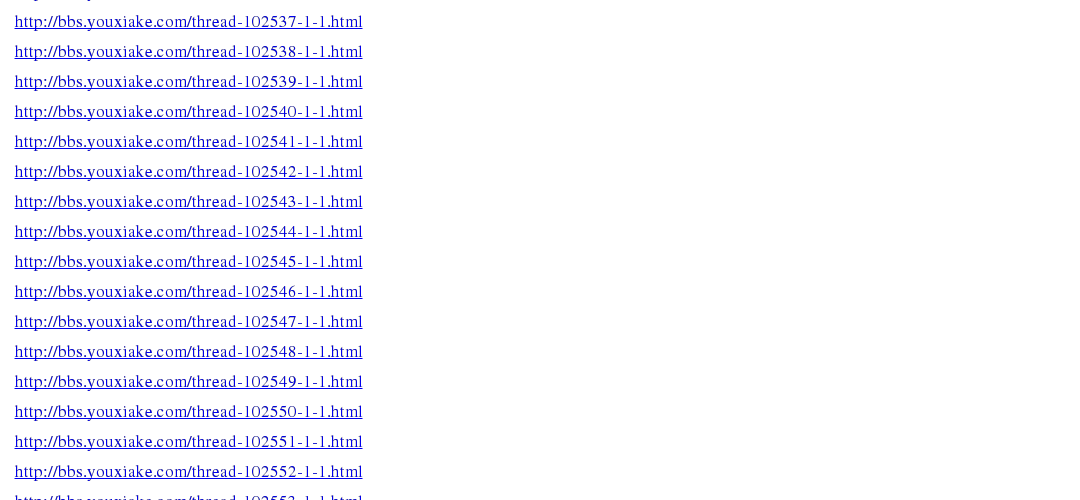 http://bbs.youxiake.com/thread-102537-1-1.html
http://bbs.youxiake.com/thread-102538-1-1.html
http://bbs.youxiake.com/thread-102539-1-1.html
http://bbs.youxiake.com/thread-102540-1-1.html
http://bbs.youxiake.com/thread-102541-1-1.html
http://bbs.youxiake.com/thread-102542-1-1.html
http://bbs.youxiake.com/thread-102543-1-1.html
http://bbs.youxiake.com/thread-102544-1-1.html
http://bbs.youxiake.com/thread-102545-1-1.html
http://bbs.youxiake.com/thread-102546-1-1.html
http://bbs.youxiake.com/thread-102547-1-1.html
http://bbs.youxiake.com/thread-102548-1-1.html
http://bbs.youxiake.com/thread-102549-1-1.html
http://bbs.youxiake.com/thread-102550-1-1.html
http://bbs.youxiake.com/thread-102551-1-1.html
http://bbs.youxiake.com/thread-102552-1-1.html